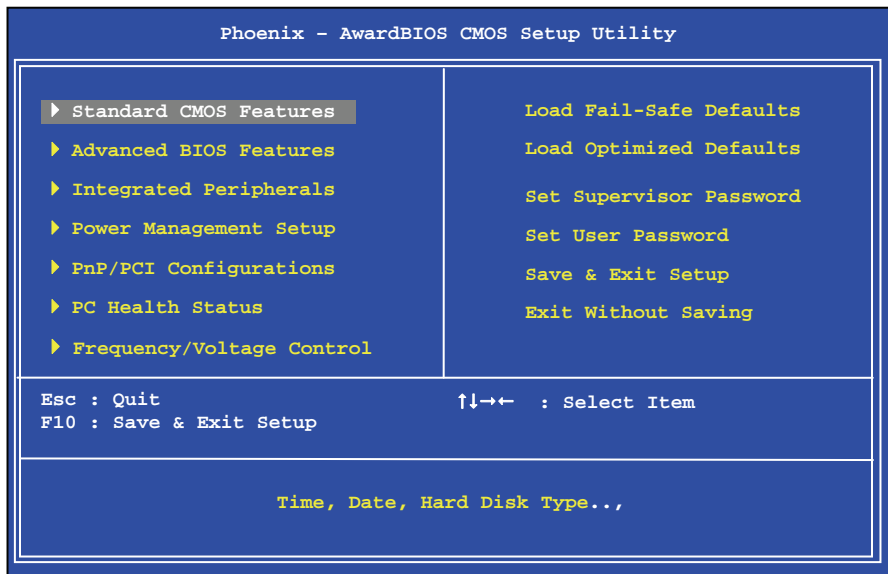 Phoenix – AwardBIOS CMOS Setup Utility
Standard CMOS Features
Advanced BIOS Features
Integrated Peripherals
Power Management Setup
PnP/PCI Configurations
PC Health Status
Frequency/Voltage Control
Load Fail-Safe Defaults
Load Optimized Defaults
Set Supervisor Password
Set User Password
Save & Exit Setup
Exit Without Saving
Esc : Quit
F10 : Save & Exit Setup
↑↓→← : Select Item
Time, Date, Hard Disk Type..,